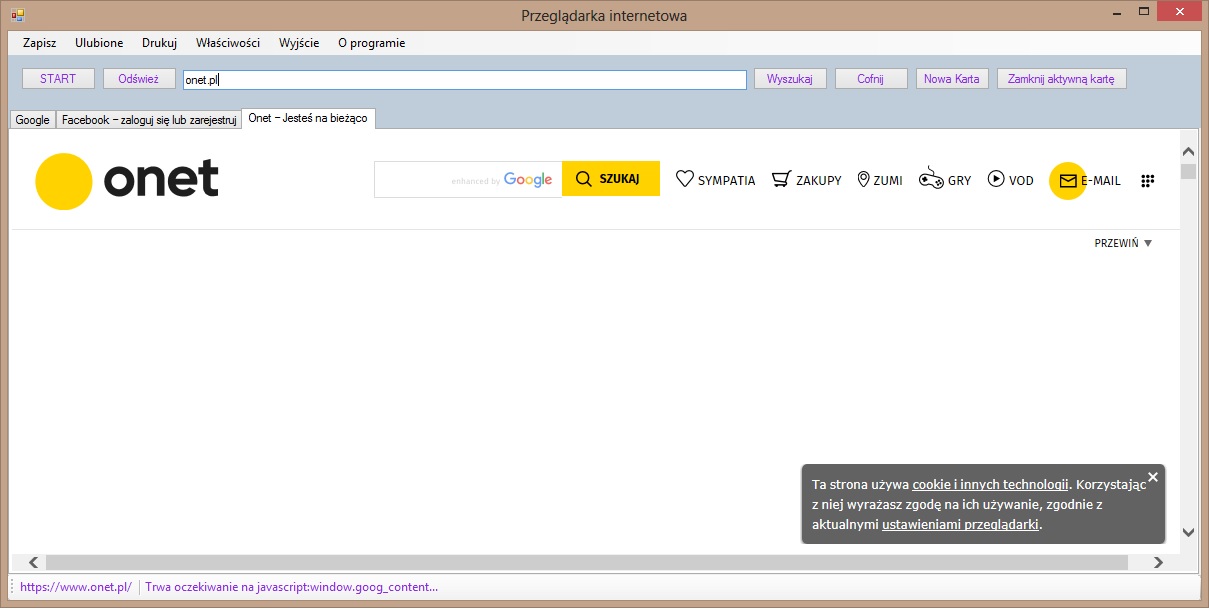 Przeglądarka internetowa
Zapisz Ulubione Drukuj Właściwości Wyjście O programie
START Odśwież onet.pl Wyszukaj Cofnij Nowa Karta Zamknij aktywną kartę
Google Facebook – zaloguj się lub zarejestruj Onet – Jesteś na bieżąco
onet enhanced by Google SZUKAJ SYMPATIA ZAKUPY ZUMI GRY VOD E-MAIL
PRZEWIŃ
Ta strona używa cookie i innych technologii. Korzystając
z niej wyrażasz zgodę na ich używanie, zgodnie z
aktualnymi ustawieniami przeglądarki.
https://www.onet.pl/ Trwa oczekiwanie na javascript:window.goog_content...